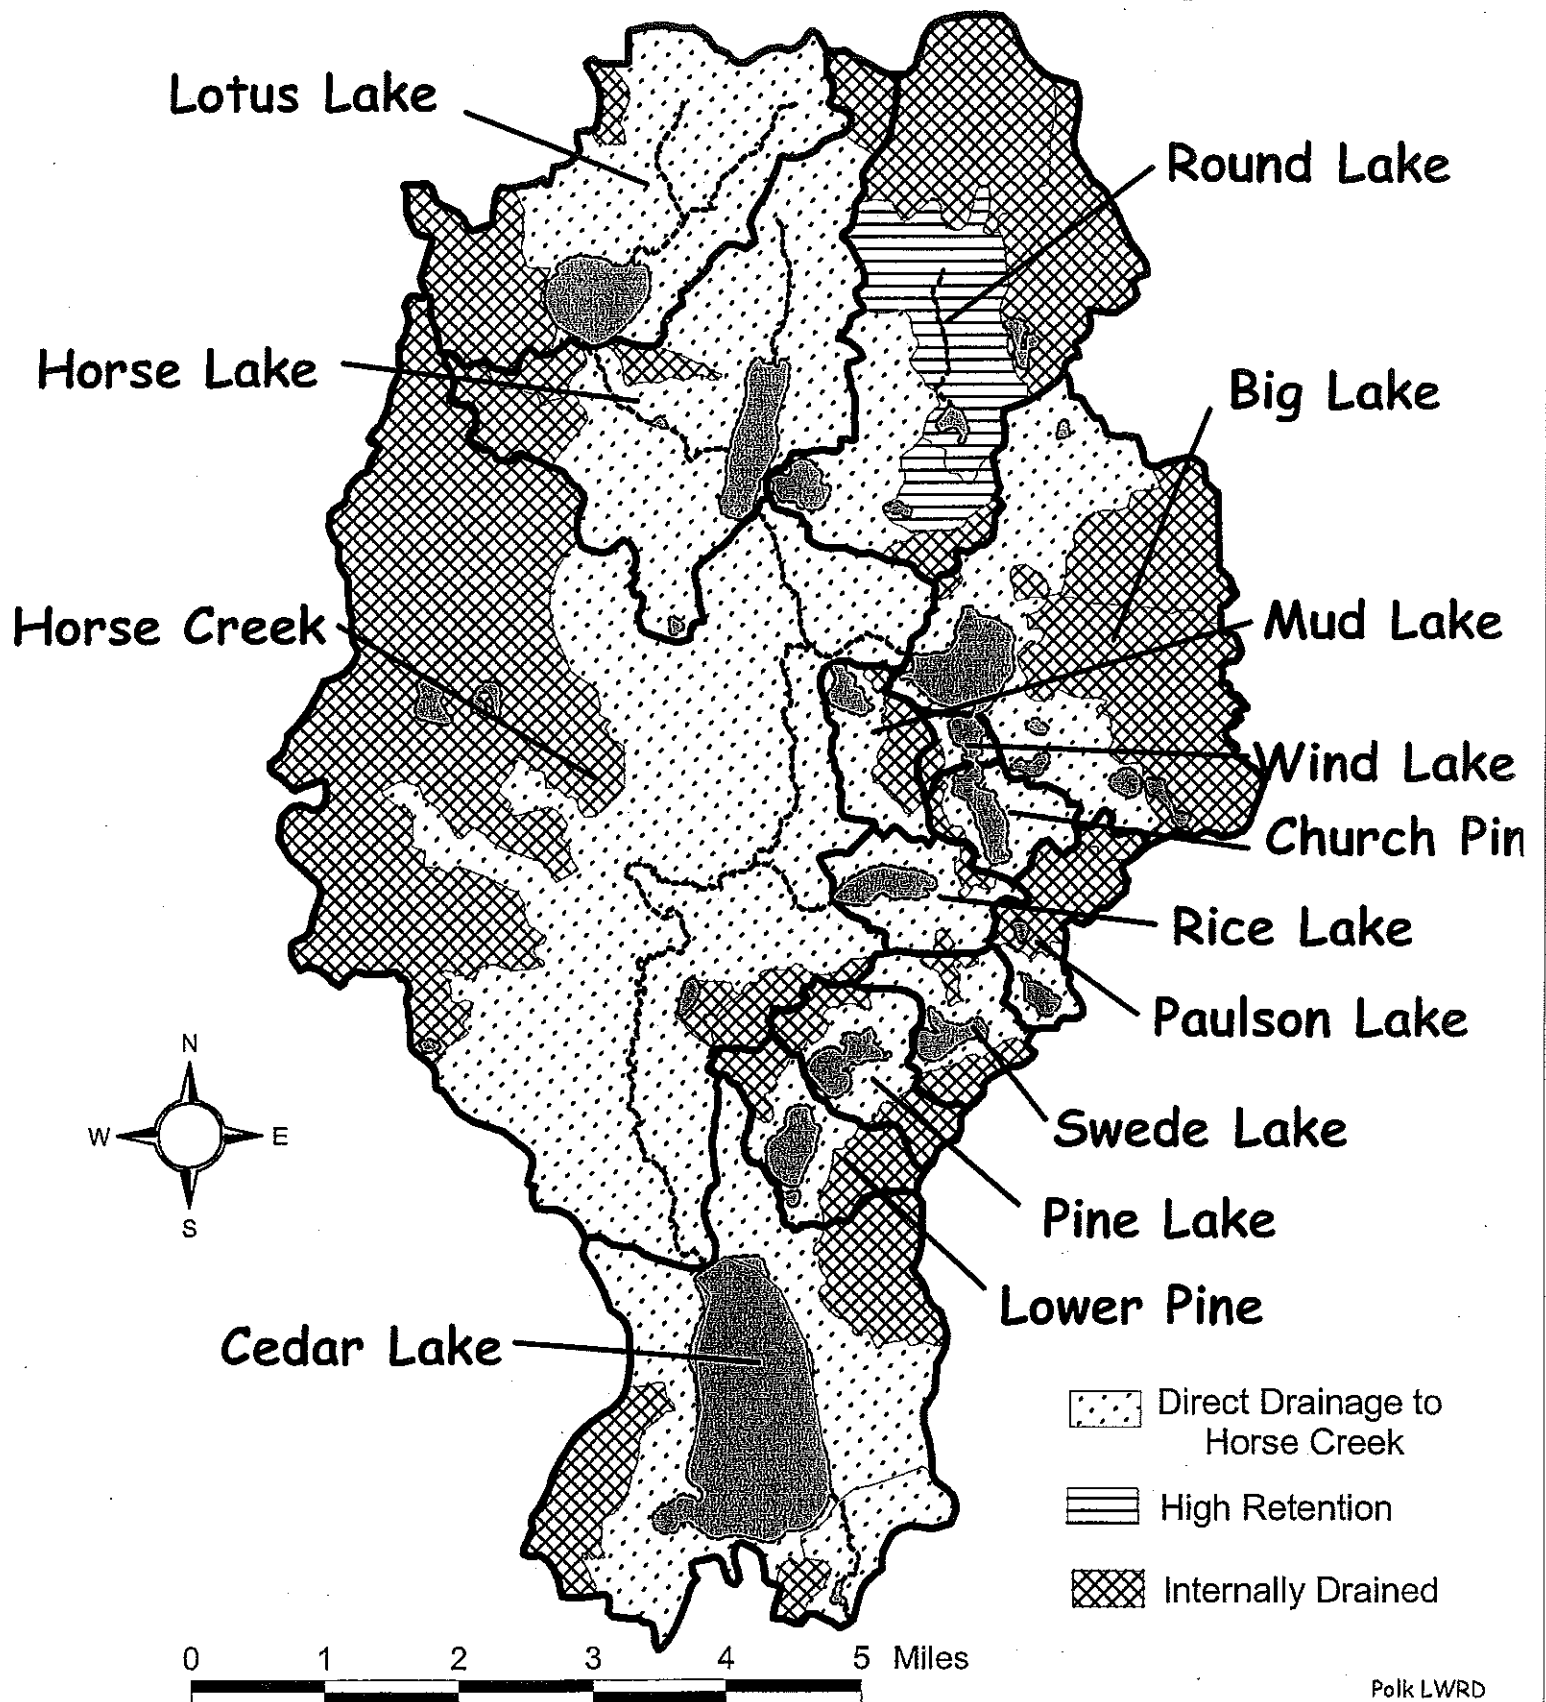 Lotus Lake
Round Lake
Horse Lake
Big Lake
Horse Creek
Mud Lake
Wind Lake
Church Pin
Rice Lake
Paulson Lake
N
W E
S
Swede Lake
Pine Lake
Lower Pine
Cedar Lake
Direct Drainage to
Horse Creek
High Retention
Internally Drained
0 1 2 3 4 5 Miles
Polk LWRD